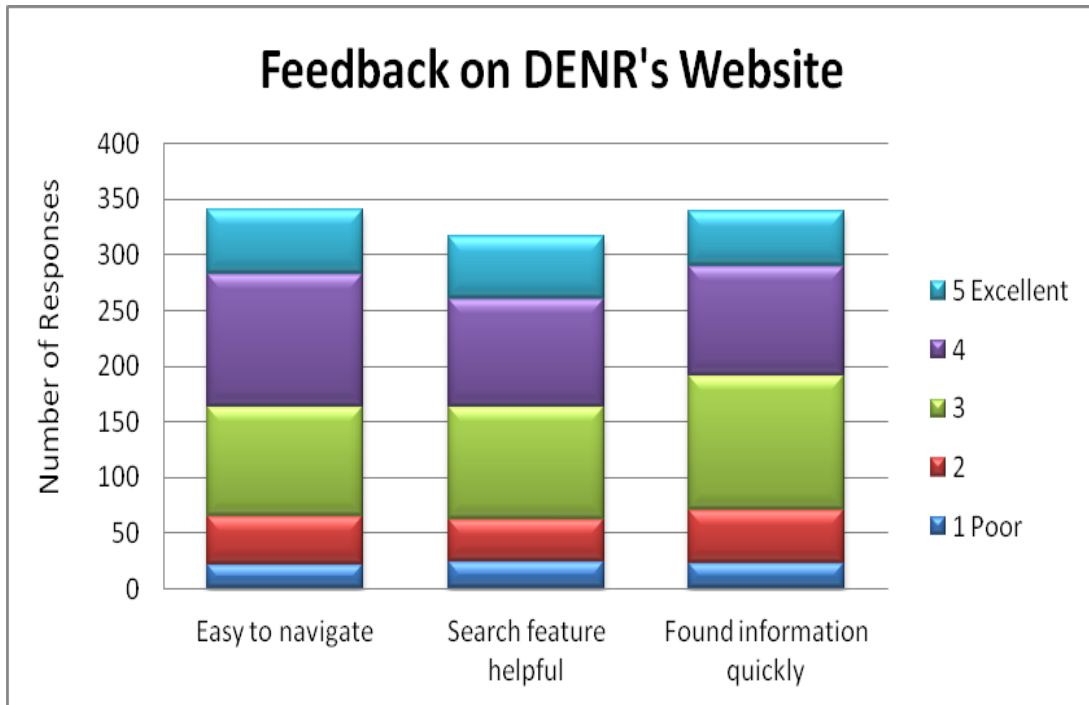 Feedback on DENR's Website
Number of Responses
400
350
300
250
200
150
100
50
0
Easy to navigate
Search feature
helpful
Found information
quickly
5 Excellent
4
3
2
1 Poor